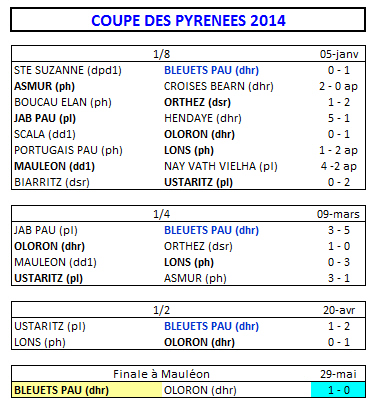 COUPE DES PYRENEES 2014
1/8 05-janv
STE SUZANNE (dpd1) BLEUETS PAU (dhr) 0 - 1
ASMUR (ph) CROISES BEARN (dhr) 2 - 0 ap
BOUCAU ELAN (ph) ORTHEZ (dsr) 1 - 2
JAB PAU (pl) HENDAYE (dhr) 5 - 1
SCALA (dd1) OLORON (dhr) 0 - 1
PORTUGAIS PAU (ph) LONS (ph) 1 - 2 ap
MAULEON (dd1) NAY VATH VIELHA (pl) 4 -2 ap
BIARRITZ (dsr) USTARITZ (pl) 0 - 2
1/4 09-mars
JAB PAU (pl) BLEUETS PAU (dhr) 3 - 5
OLORON (dhr) ORTHEZ (dsr) 1 - 0
MAULEON (dd1) LONS (ph) 0 - 3
USTARITZ (pl) ASMUR (ph) 3 - 1
1/2 20-avr
USTARITZ (pl) BLEUETS PAU (dhr) 1 - 2
LONS (ph) OLORON (dhr) 0 - 1
Finale à Mauléon 29-mai
BLEUETS PAU (dhr) OLORON (dhr) 1 - 0